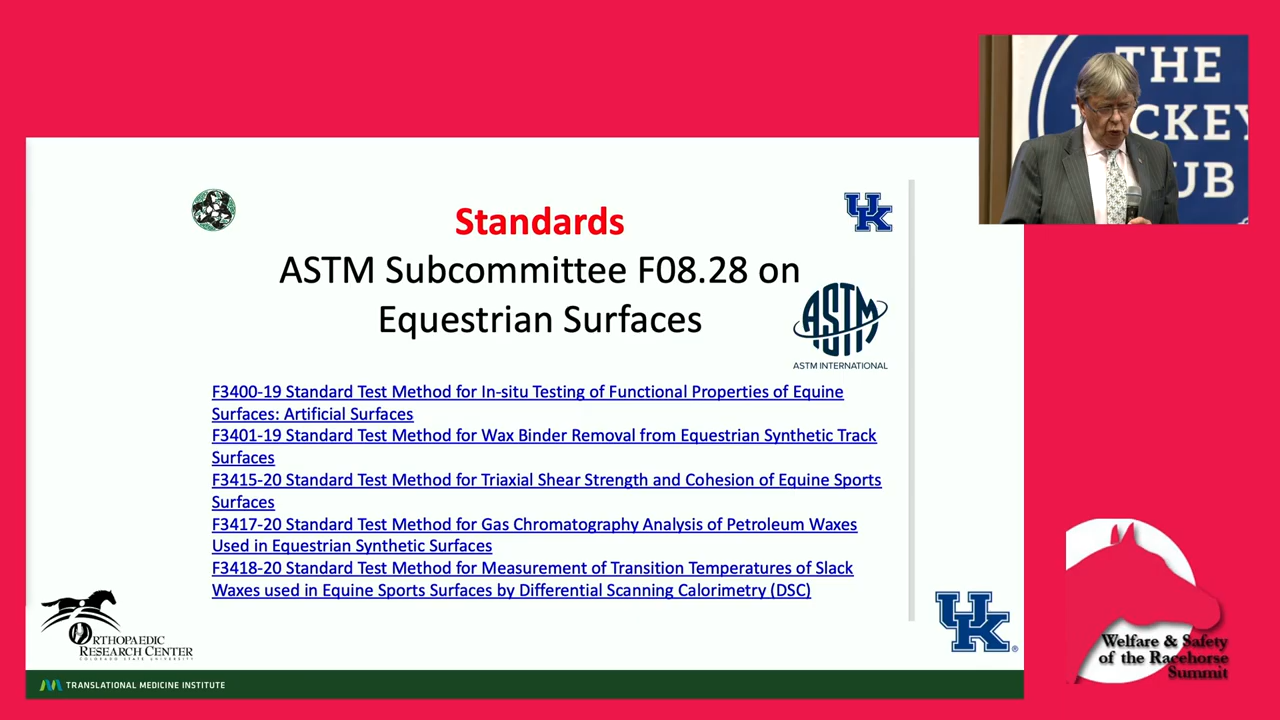 THE
CKEY
UB
Standards
ASTM Subcommittee F08.28 on
Equestrian Surfaces
ASTM
ASTM INTERNATIONAL
UK
F3400-19 Standard Test Method for In-situ Testing of Functional Properties of Equine
Surfaces: Artificial Surfaces
F3401-19 Standard Test Method for Wax Binder Removal from Equestrian Synthetic Track
Surfaces
F3415-20 Standard Test Method for Triaxial Shear Strength and Cohesion of Equine Sports
Surfaces
F3417-20 Standard Test Method for Gas Chromatography Analysis of Petroleum Waxes
Used in Equestrian Synthetic Surfaces
F3418-20 Standard Test Method for Measurement of Transition Temperatures of Slack
Waxes used in Equine Sports Surfaces by Differential Scanning Calorimetry (DSC)
ORTHOPAEDIC
RESEARCH CENTER
COLORADO STATE UNIVERSITY
UK®
TRANSLATIONAL MEDICINE INSTITUTE
Welfare & Safety
of the Racehorse
Summit